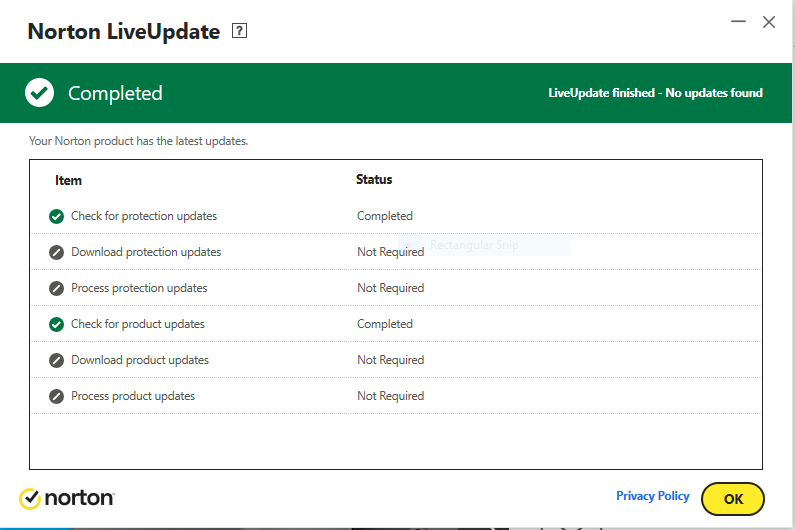 Norton LiveUpdate ?
Completed
LiveUpdate finished - No updates found
Your Norton product has the latest updates.
Item Status
Check for protection updates Completed
Download protection updates Not Required
Rectangular Snip
Process protection updates Not Required
Check for product updates Completed
Download product updates Not Required
Process product updates Not Required
norton
Privacy Policy
OK